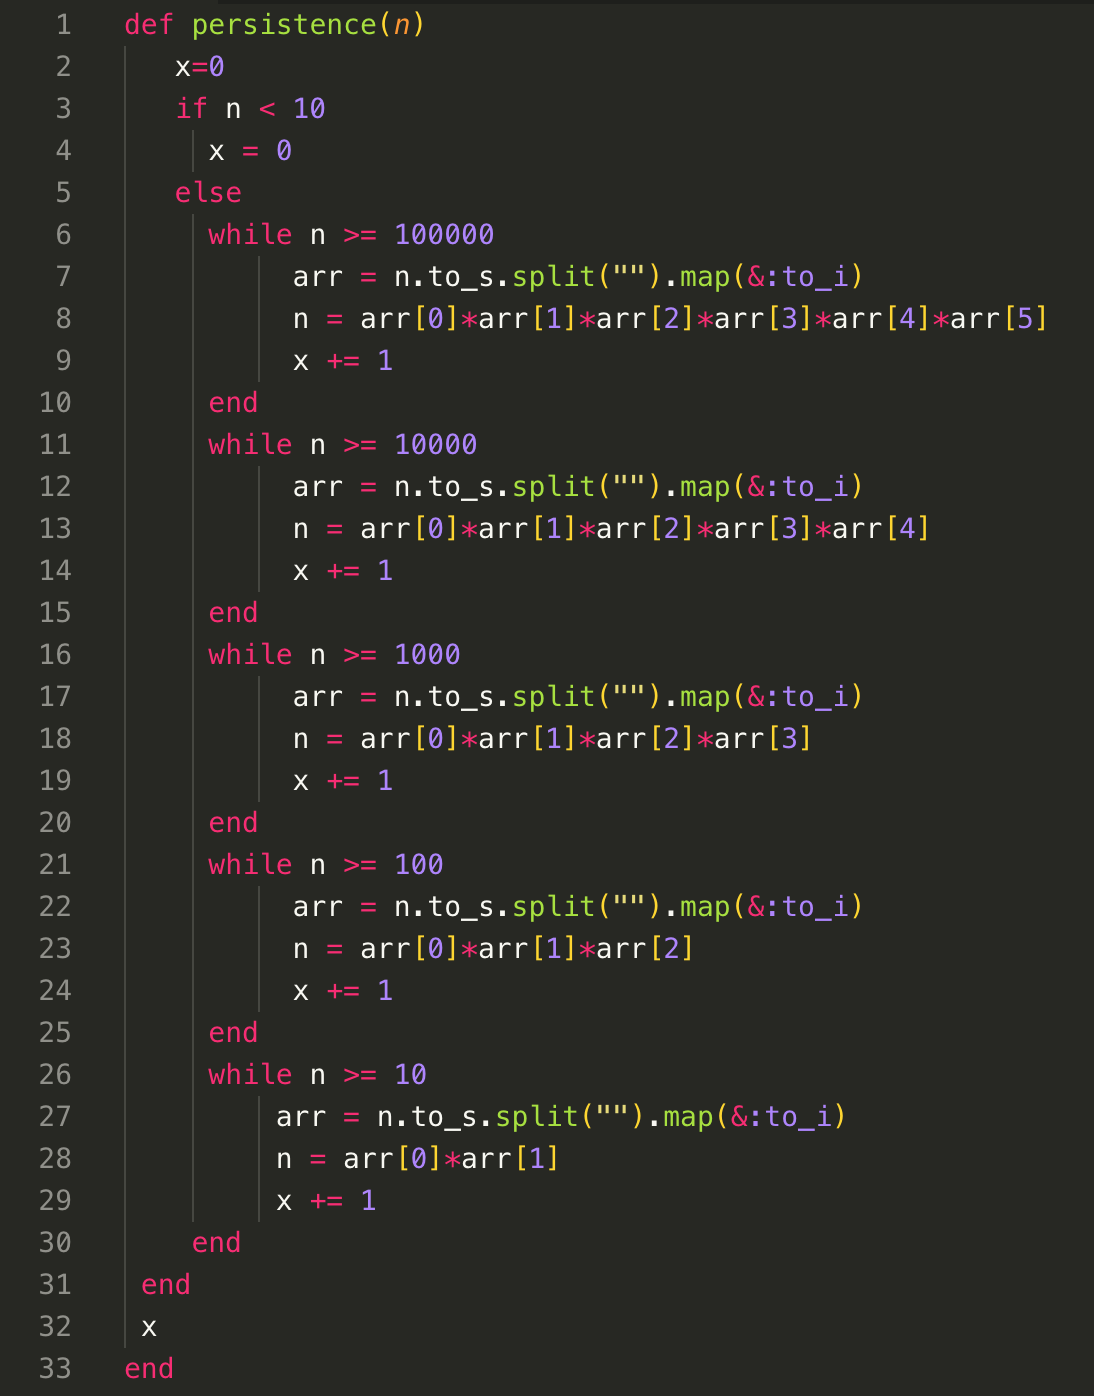 1 def persistence(n)
2 x=0
3 if n < 10
4 x = 0
5 else
6 while n >= 100000
7 arr = n.to_s.split("").map(&:to_i)
8 n = arr[0]*arr[1]*arr[2]*arr[3]*arr[4]*arr[5]
9 x += 1
10 end
11 while n >= 10000
12 arr = n.to_s.split("").map(&:to_i)
13 n = arr[0]*arr[1]*arr[2]*arr[3]*arr[4]
14 x += 1
15 end
16 while n >= 1000
17 arr = n.to_s.split("").map(&:to_i)
18 n = arr[0]*arr[1]*arr[2]*arr[3]
19 x += 1
20 end
21 while n >= 100
22 arr = n.to_s.split("").map(&:to_i)
23 n = arr[0]*arr[1]*arr[2]
24 x += 1
25 end
26 while n >= 10
27 arr = n.to_s.split("").map(&:to_i)
28 n = arr[0]*arr[1]
29 x += 1
30 end
31 end
32 x
33 end